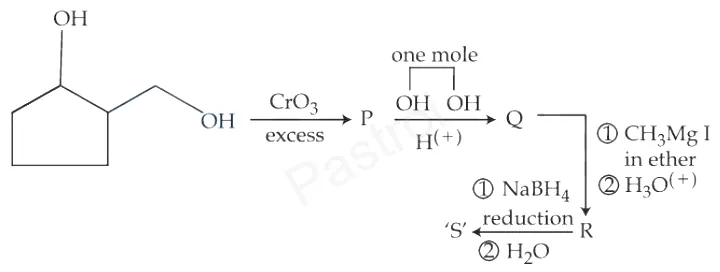 OH
OH
CrO3
excess
P
one mole
OH OH
H(+)
Q
① CH3Mg I
in ether
② H3O(+)
R
① NaBH4
reduction
② H2O
'S'